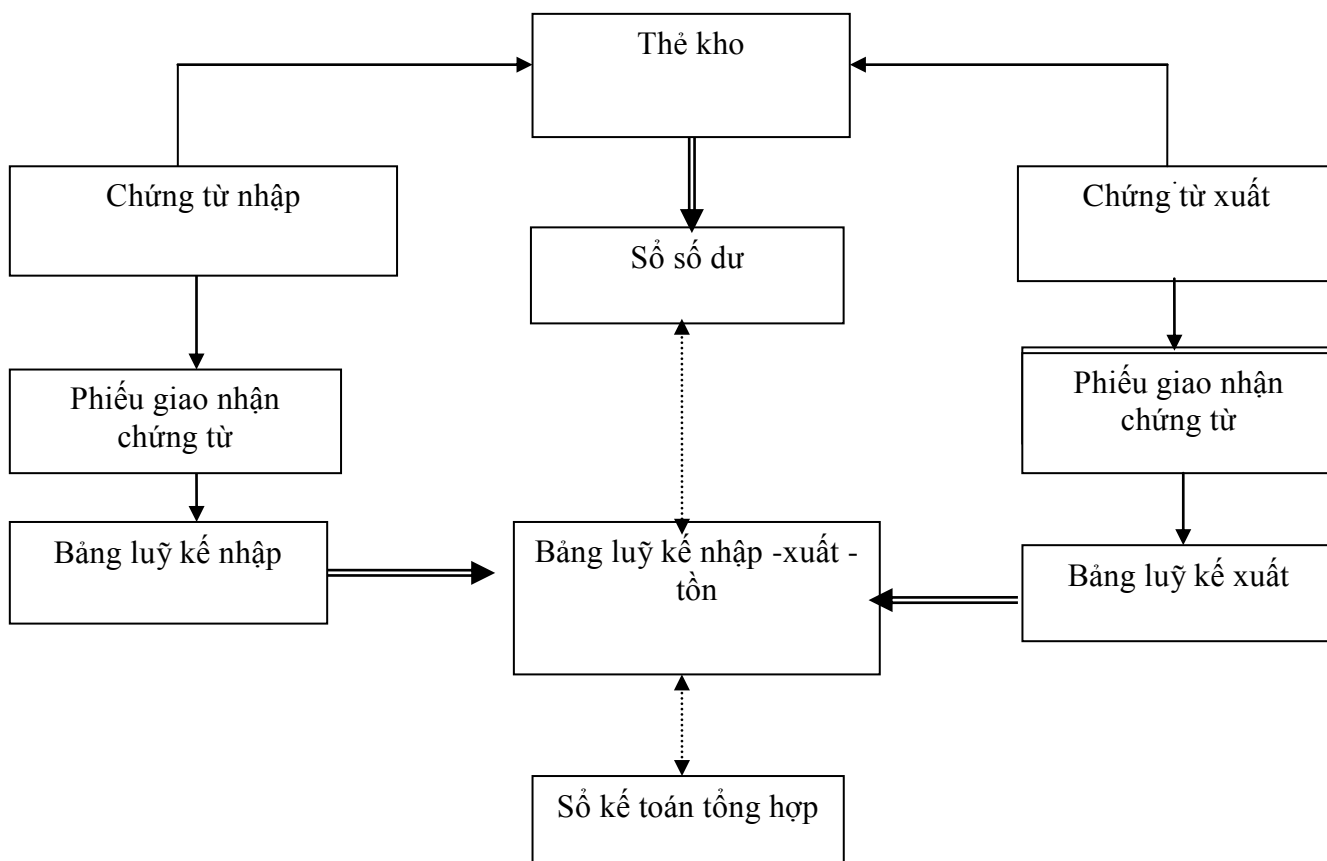 Thẻ kho
Chứng từ nhập
Chứng từ xuất
Sổ số dư
Phiếu giao nhận
chứng từ
Phiếu giao nhận
chứng từ
Bảng luỹ kế nhập
Bảng luỹ kế nhập -xuất -
tồn
Bảng luỹ kế xuất
Sổ kế toán tổng hợp